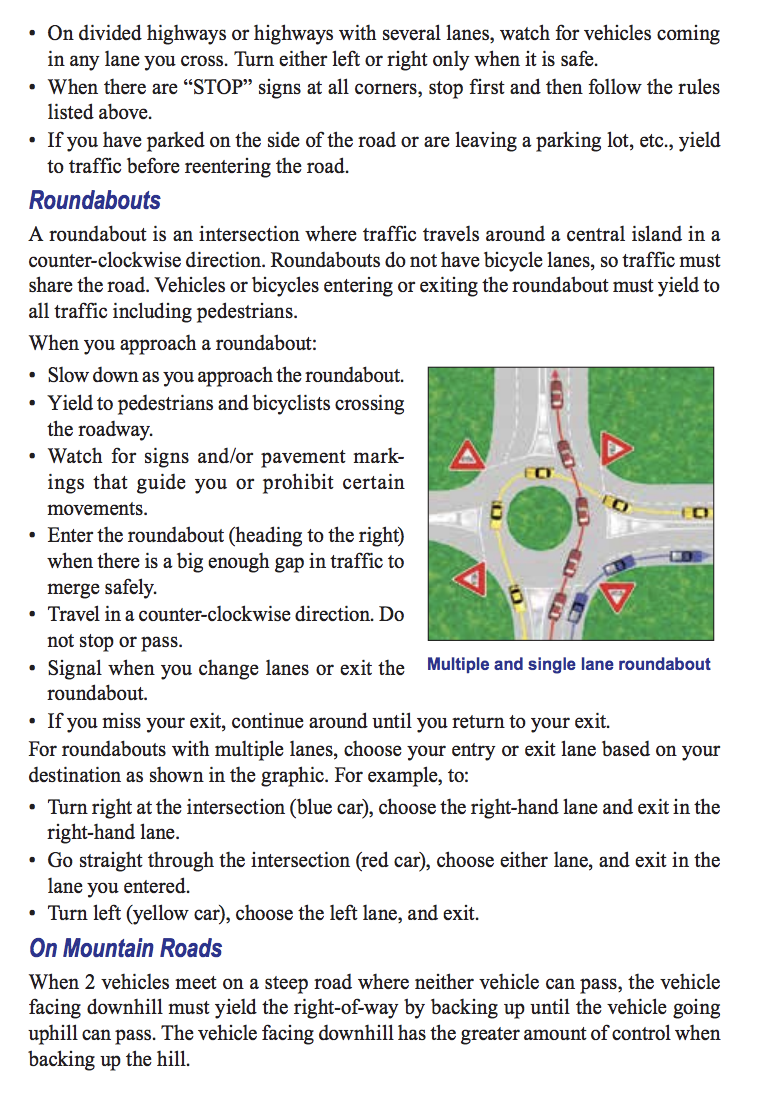 • On divided highways or highways with several lanes, watch for vehicles coming
in any lane you cross. Turn either left or right only when it is safe.
• When there are “STOP” signs at all corners, stop first and then follow the rules
listed above.
• If you have parked on the side of the road or are leaving a parking lot, etc., yield
to traffic before reentering the road.
Roundabouts
A roundabout is an intersection where traffic travels around a central island in a
counter-clockwise direction. Roundabouts do not have bicycle lanes, so traffic must
share the road. Vehicles or bicycles entering or exiting the roundabout must yield to
all traffic including pedestrians.
When you approach a roundabout:
• Slow down as you approach the roundabout.
• Yield to pedestrians and bicyclists crossing
the roadway.
• Watch for signs and/or pavement mark-
ings that guide you or prohibit certain
movements.
• Enter the roundabout (heading to the right)
when there is a big enough gap in traffic to
merge safely.
• Travel in a counter-clockwise direction. Do
not stop or pass.
• Signal when you change lanes or exit the
roundabout.
Multiple and single lane roundabout
• If you miss your exit, continue around until you return to your exit.
For roundabouts with multiple lanes, choose your entry or exit lane based on your
destination as shown in the graphic. For example, to:
• Turn right at the intersection (blue car), choose the right-hand lane and exit in the
right-hand lane.
• Go straight through the intersection (red car), choose either lane, and exit in the
lane you entered.
• Turn left (yellow car), choose the left lane, and exit.
On Mountain Roads
When 2 vehicles meet on a steep road where neither vehicle can pass, the vehicle
facing downhill must yield the right-of-way by backing up until the vehicle going
uphill can pass. The vehicle facing downhill has the greater amount of control when
backing up the hill.